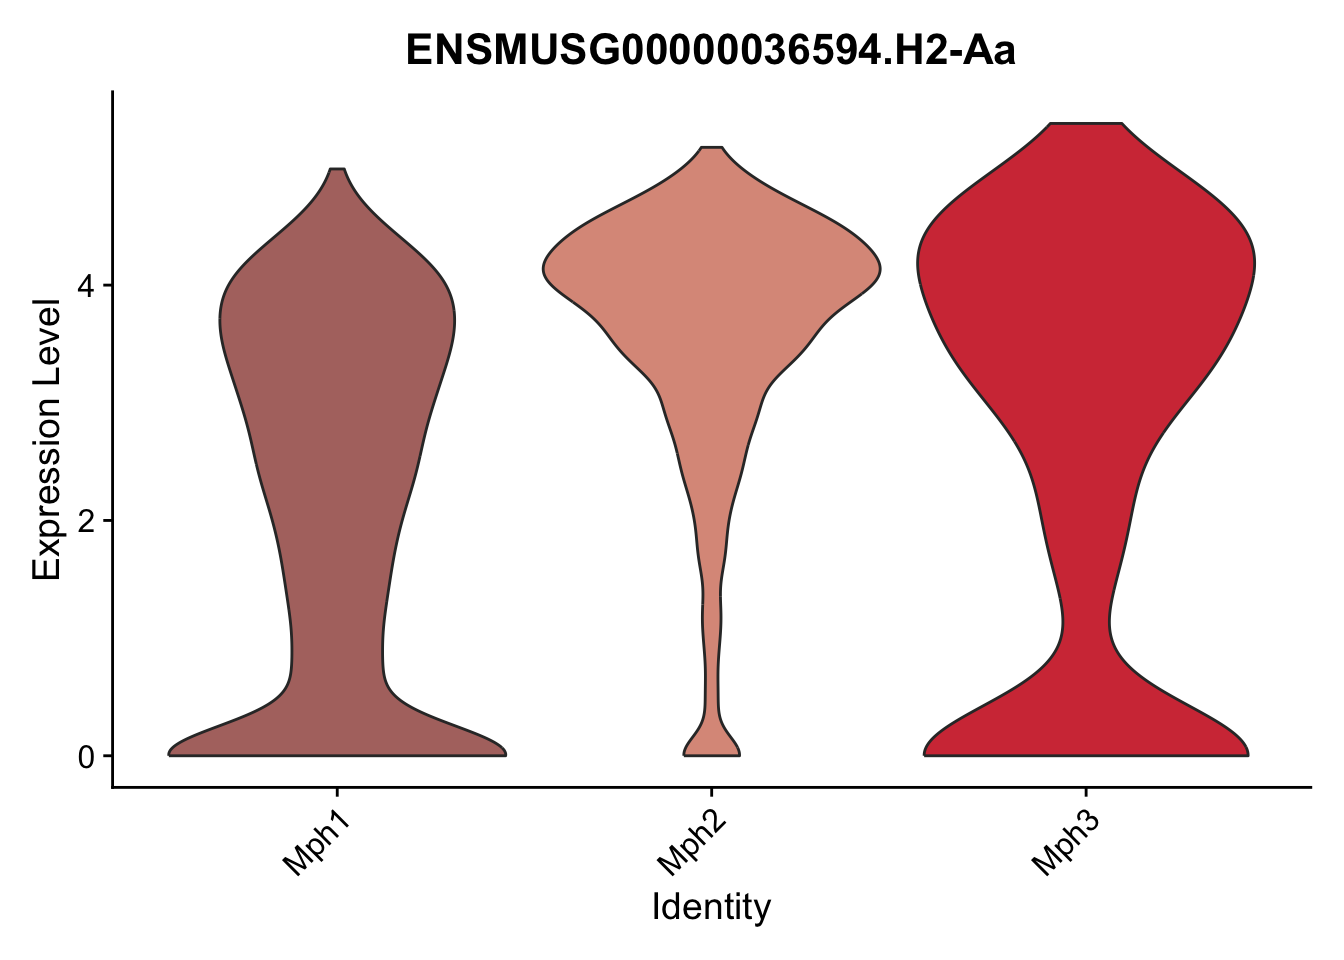 ENSMUSG00000036594.H2-Aa
Expression Level
4
2
0
Mph1
Mph2
Mph3
Identity